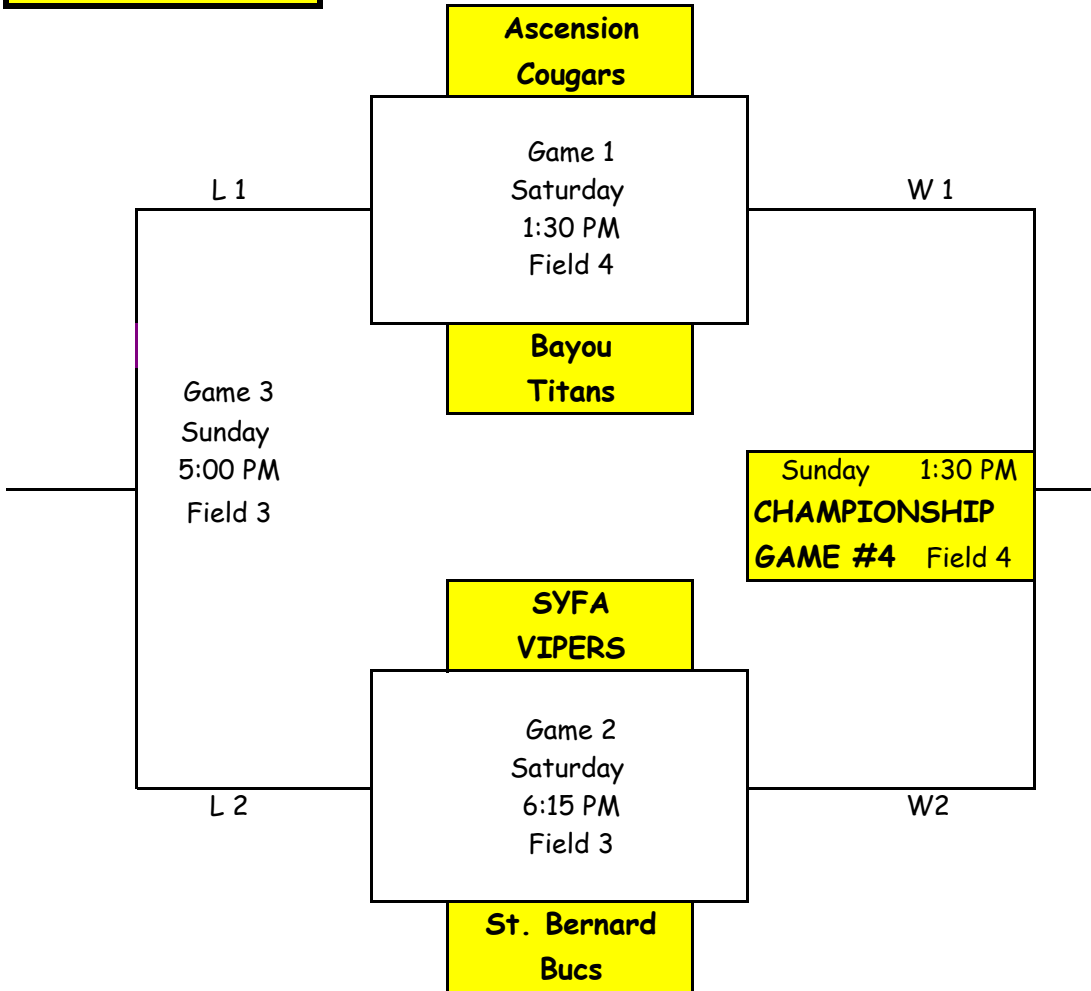 Ascension
Cougars
Game 1
Saturday
1:30 PM
Field 4
L 1
W 1
Bayou
Titans
Game 3
Sunday
5:00 PM
Field 3
Sunday 1:30 PM
CHAMPIONSHIP
GAME #4 Field 4
SYFA
VIPERS
Game 2
Saturday
6:15 PM
Field 3
L 2
W2
St. Bernard
Bucs